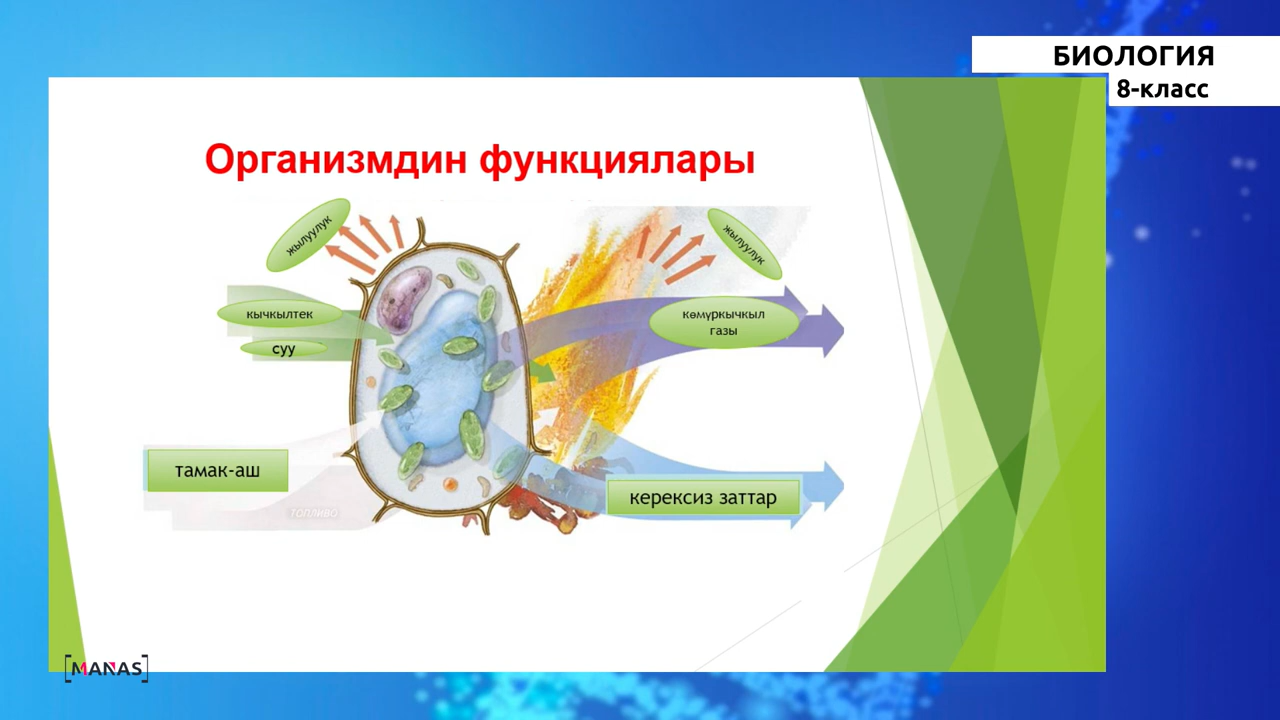 БИОЛОГИЯ
8-класс
Организмдин функциялары
жылуулук
жылуулук
кычкылтек
суу
көмүркычкыл
газы
тамак-аш
керексиз заттар
ТОПЛИВО
[MANAS]